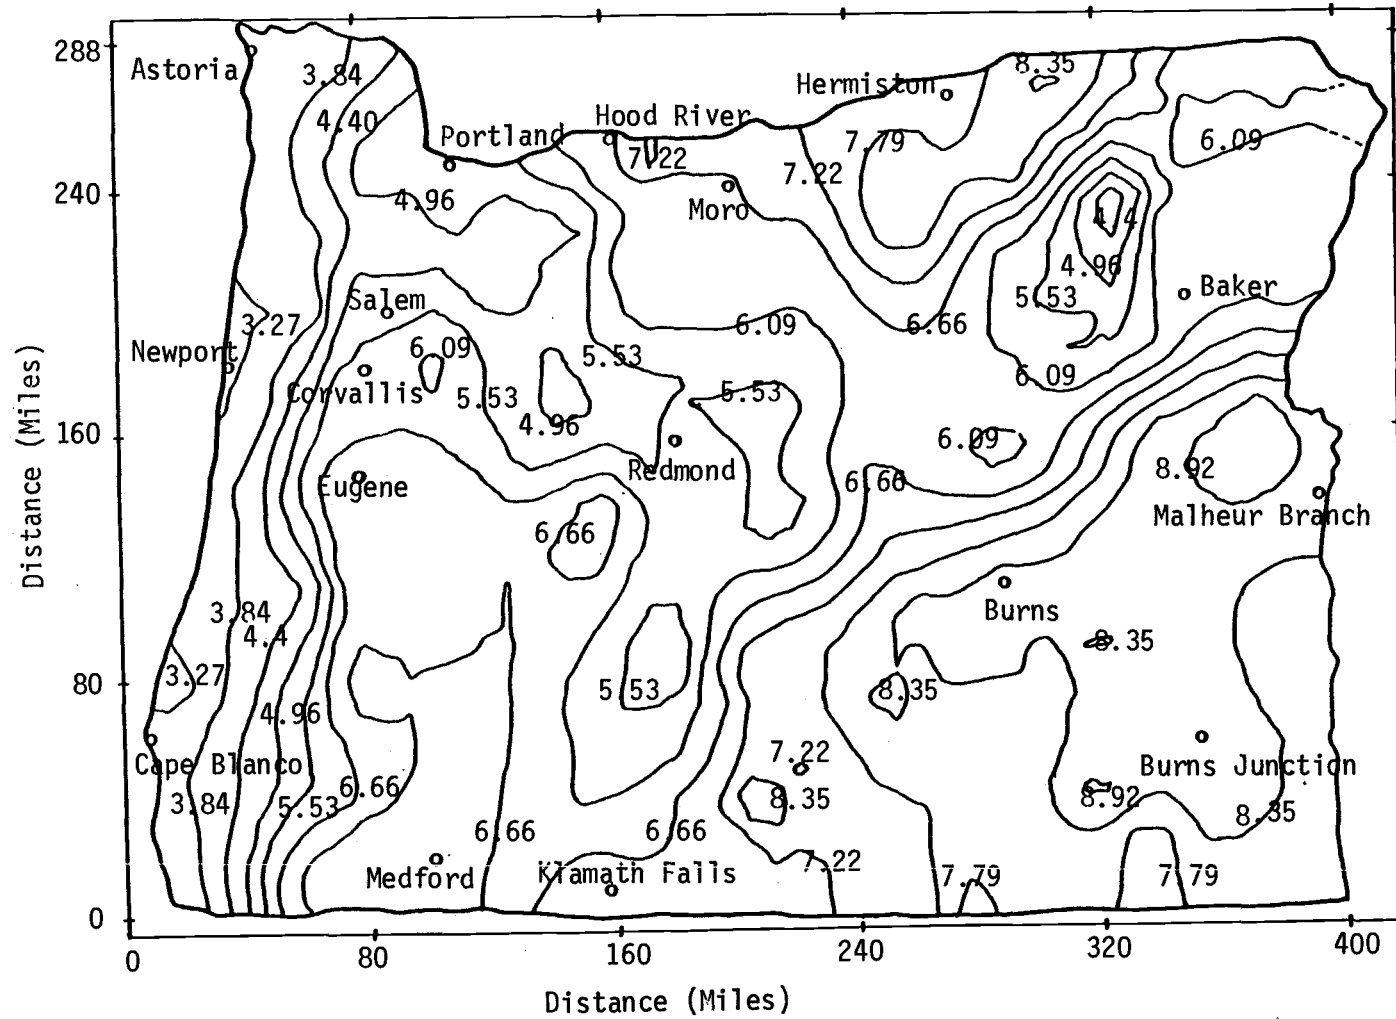 288
Astoria
3.84
8.35
Hermiston
Hood River
4.40
Portland
7.22
7.79
6.09
7.22
240
4.96
Moro
4.4
4.96
Salem
5.53
Baker
3.27
6.09
6.66
Newport
6.09
5.53
6.09
Corvallis
5.53
5.53
4.96
160
6.09
Redmond
8.92
Eugene
6.66
Malheur Branch
6.66
3.84
Burns
4.4
8.35
3.27
80
5.53
8.35
4.96
7.22
Cape Blanco
Burns Junction
6.66
8.35
8.92
3.84
5.53
8.35
6.66
6.66
7.22
Medford
Klamath Falls
7.79
7.79
0
0
80
160
240
320
400
Distance (Miles)
Distance (Miles)